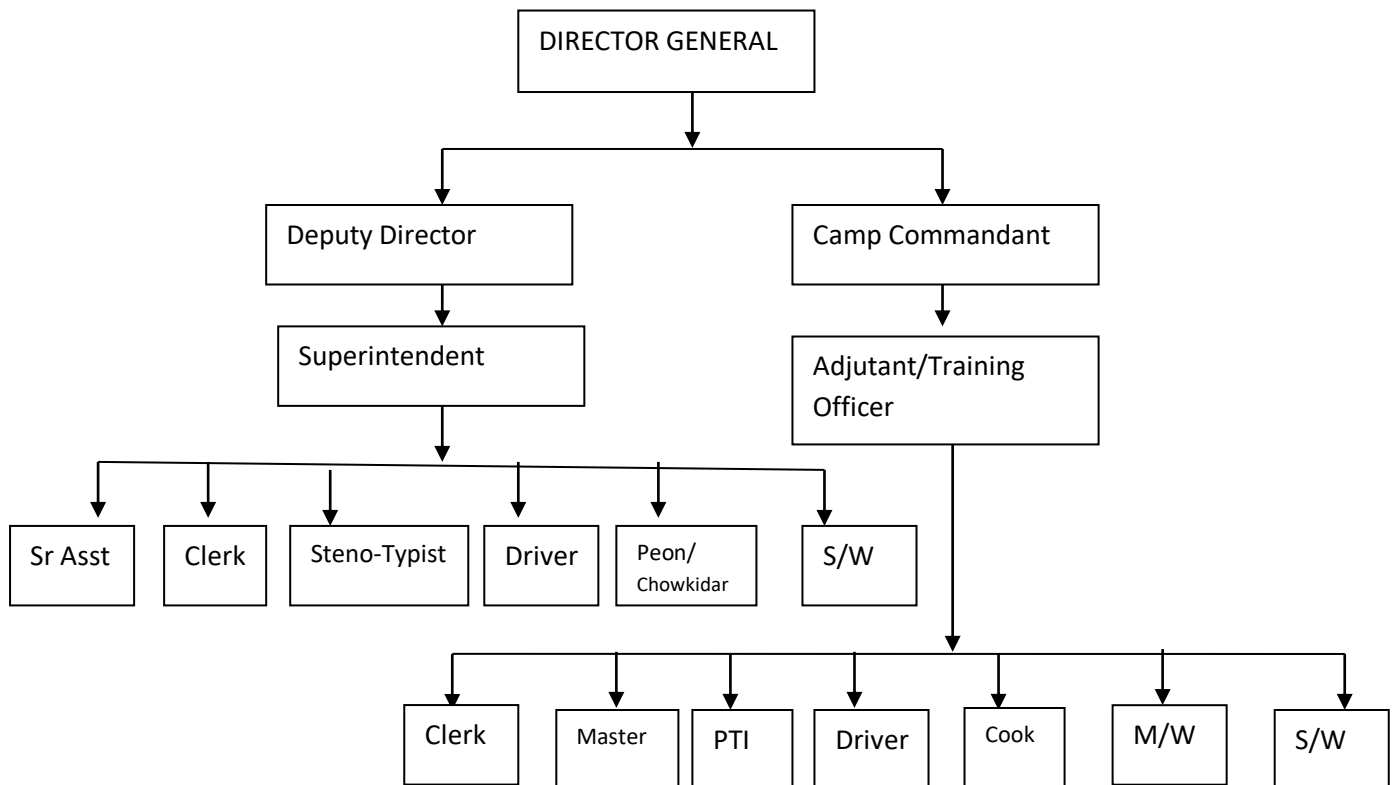 DIRECTOR GENERAL
Deputy Director
Camp Commandant
Superintendent
Adjutant/Training
Officer
Sr Asst
Clerk
Steno-Typist
Driver
Peon/
Chowkidar
S/W
Clerk
Master
PTI
Driver
Cook
M/W
S/W